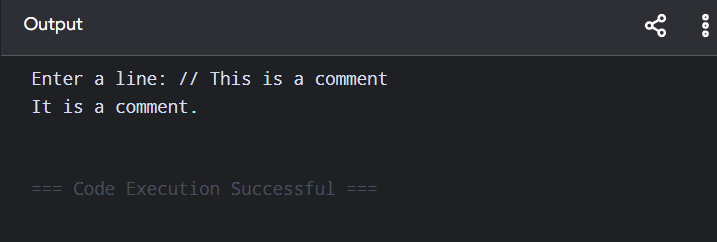 Output
Enter a line: // This is a comment
It is a comment.
=== Code Execution Successful ===